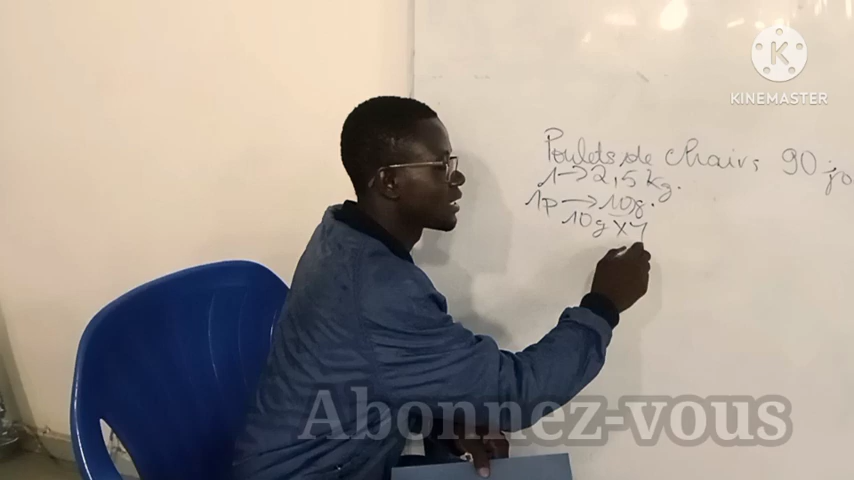 KINEMASTER
Poulets de chairs 90 jo
1->2,5 kg.
1p->10g.
10g x 7
Abonnez-vous